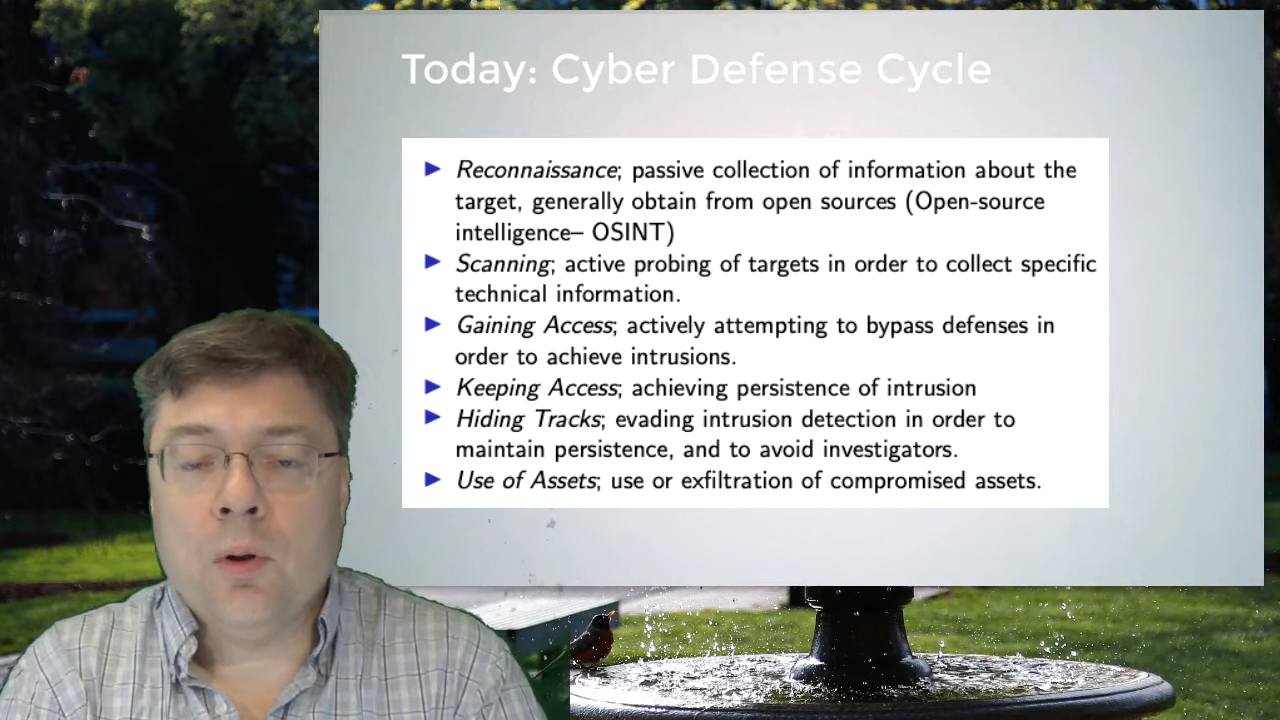 Today: Cyber Defense Cycle
Reconnaissance; passive collection of information about the
target, generally obtain from open sources (Open-source
intelligence– OSINT)
Scanning; active probing of targets in order to collect specific
technical information.
Gaining Access; actively attempting to bypass defenses in
order to achieve intrusions.
Keeping Access; achieving persistence of intrusion
Hiding Tracks; evading intrusion detection in order to
maintain persistence, and to avoid investigators.
Use of Assets; use or exfiltration of compromised assets.